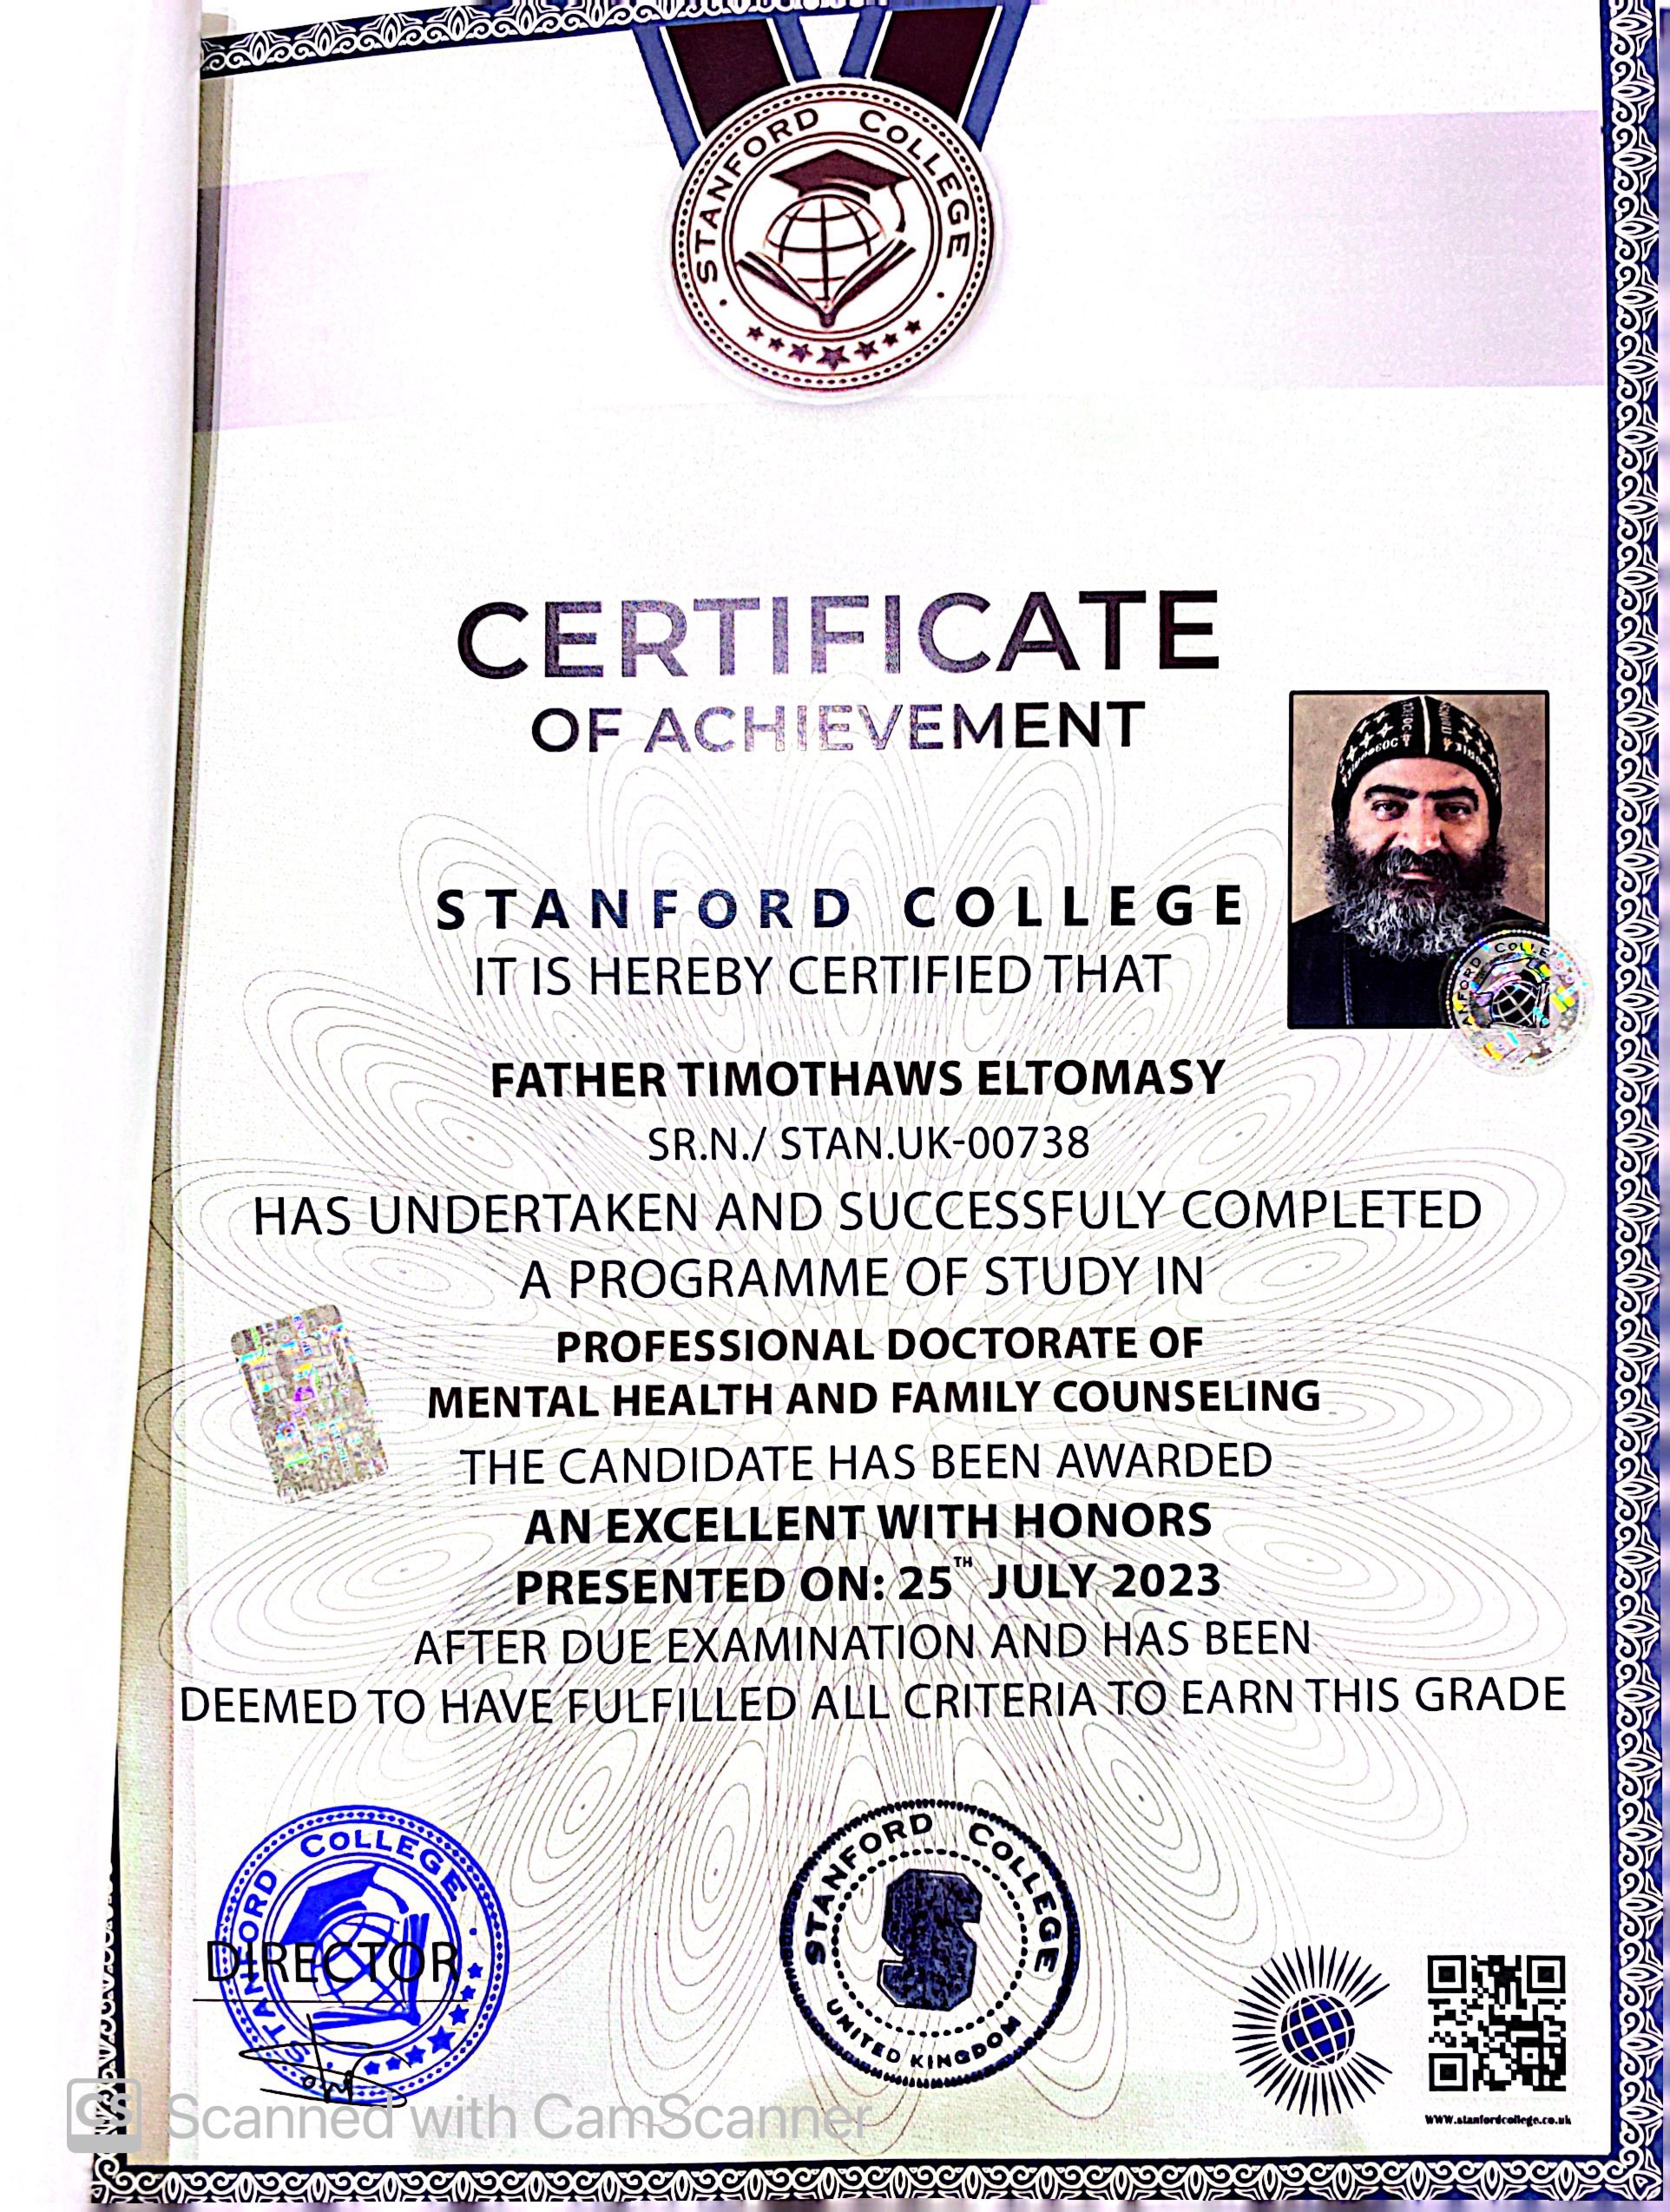 STANFORD COLLEGE
CERTIFICATE
OF ACHIEVEMENT
STANFORD COLLEGE
IT IS HEREBY CERTIFIED THAT
FATHER TIMOTHAWS ELTOMASY
SR.N./ STAN.UK-00738
HAS UNDERTAKEN AND SUCCESSFULY COMPLETED
A PROGRAMME OF STUDY IN
PROFESSIONAL DOCTORATE OF
MENTAL HEALTH AND FAMILY COUNSELING
THE CANDIDATE HAS BEEN AWARDED
AN EXCELLENT WITH HONORS
PRESENTED ON: 25TH JULY 2023
AFTER DUE EXAMINATION AND HAS BEEN
DEEMED TO HAVE FULFILLED ALL CRITERIA TO EARN THIS GRADE
STANFORD COLLEGE
DIRECTOR
STANFORD COLLEGE
S
UNITED KINGDOM
www.stanfordcollege.co.uk
CS Scanned with CamScanner